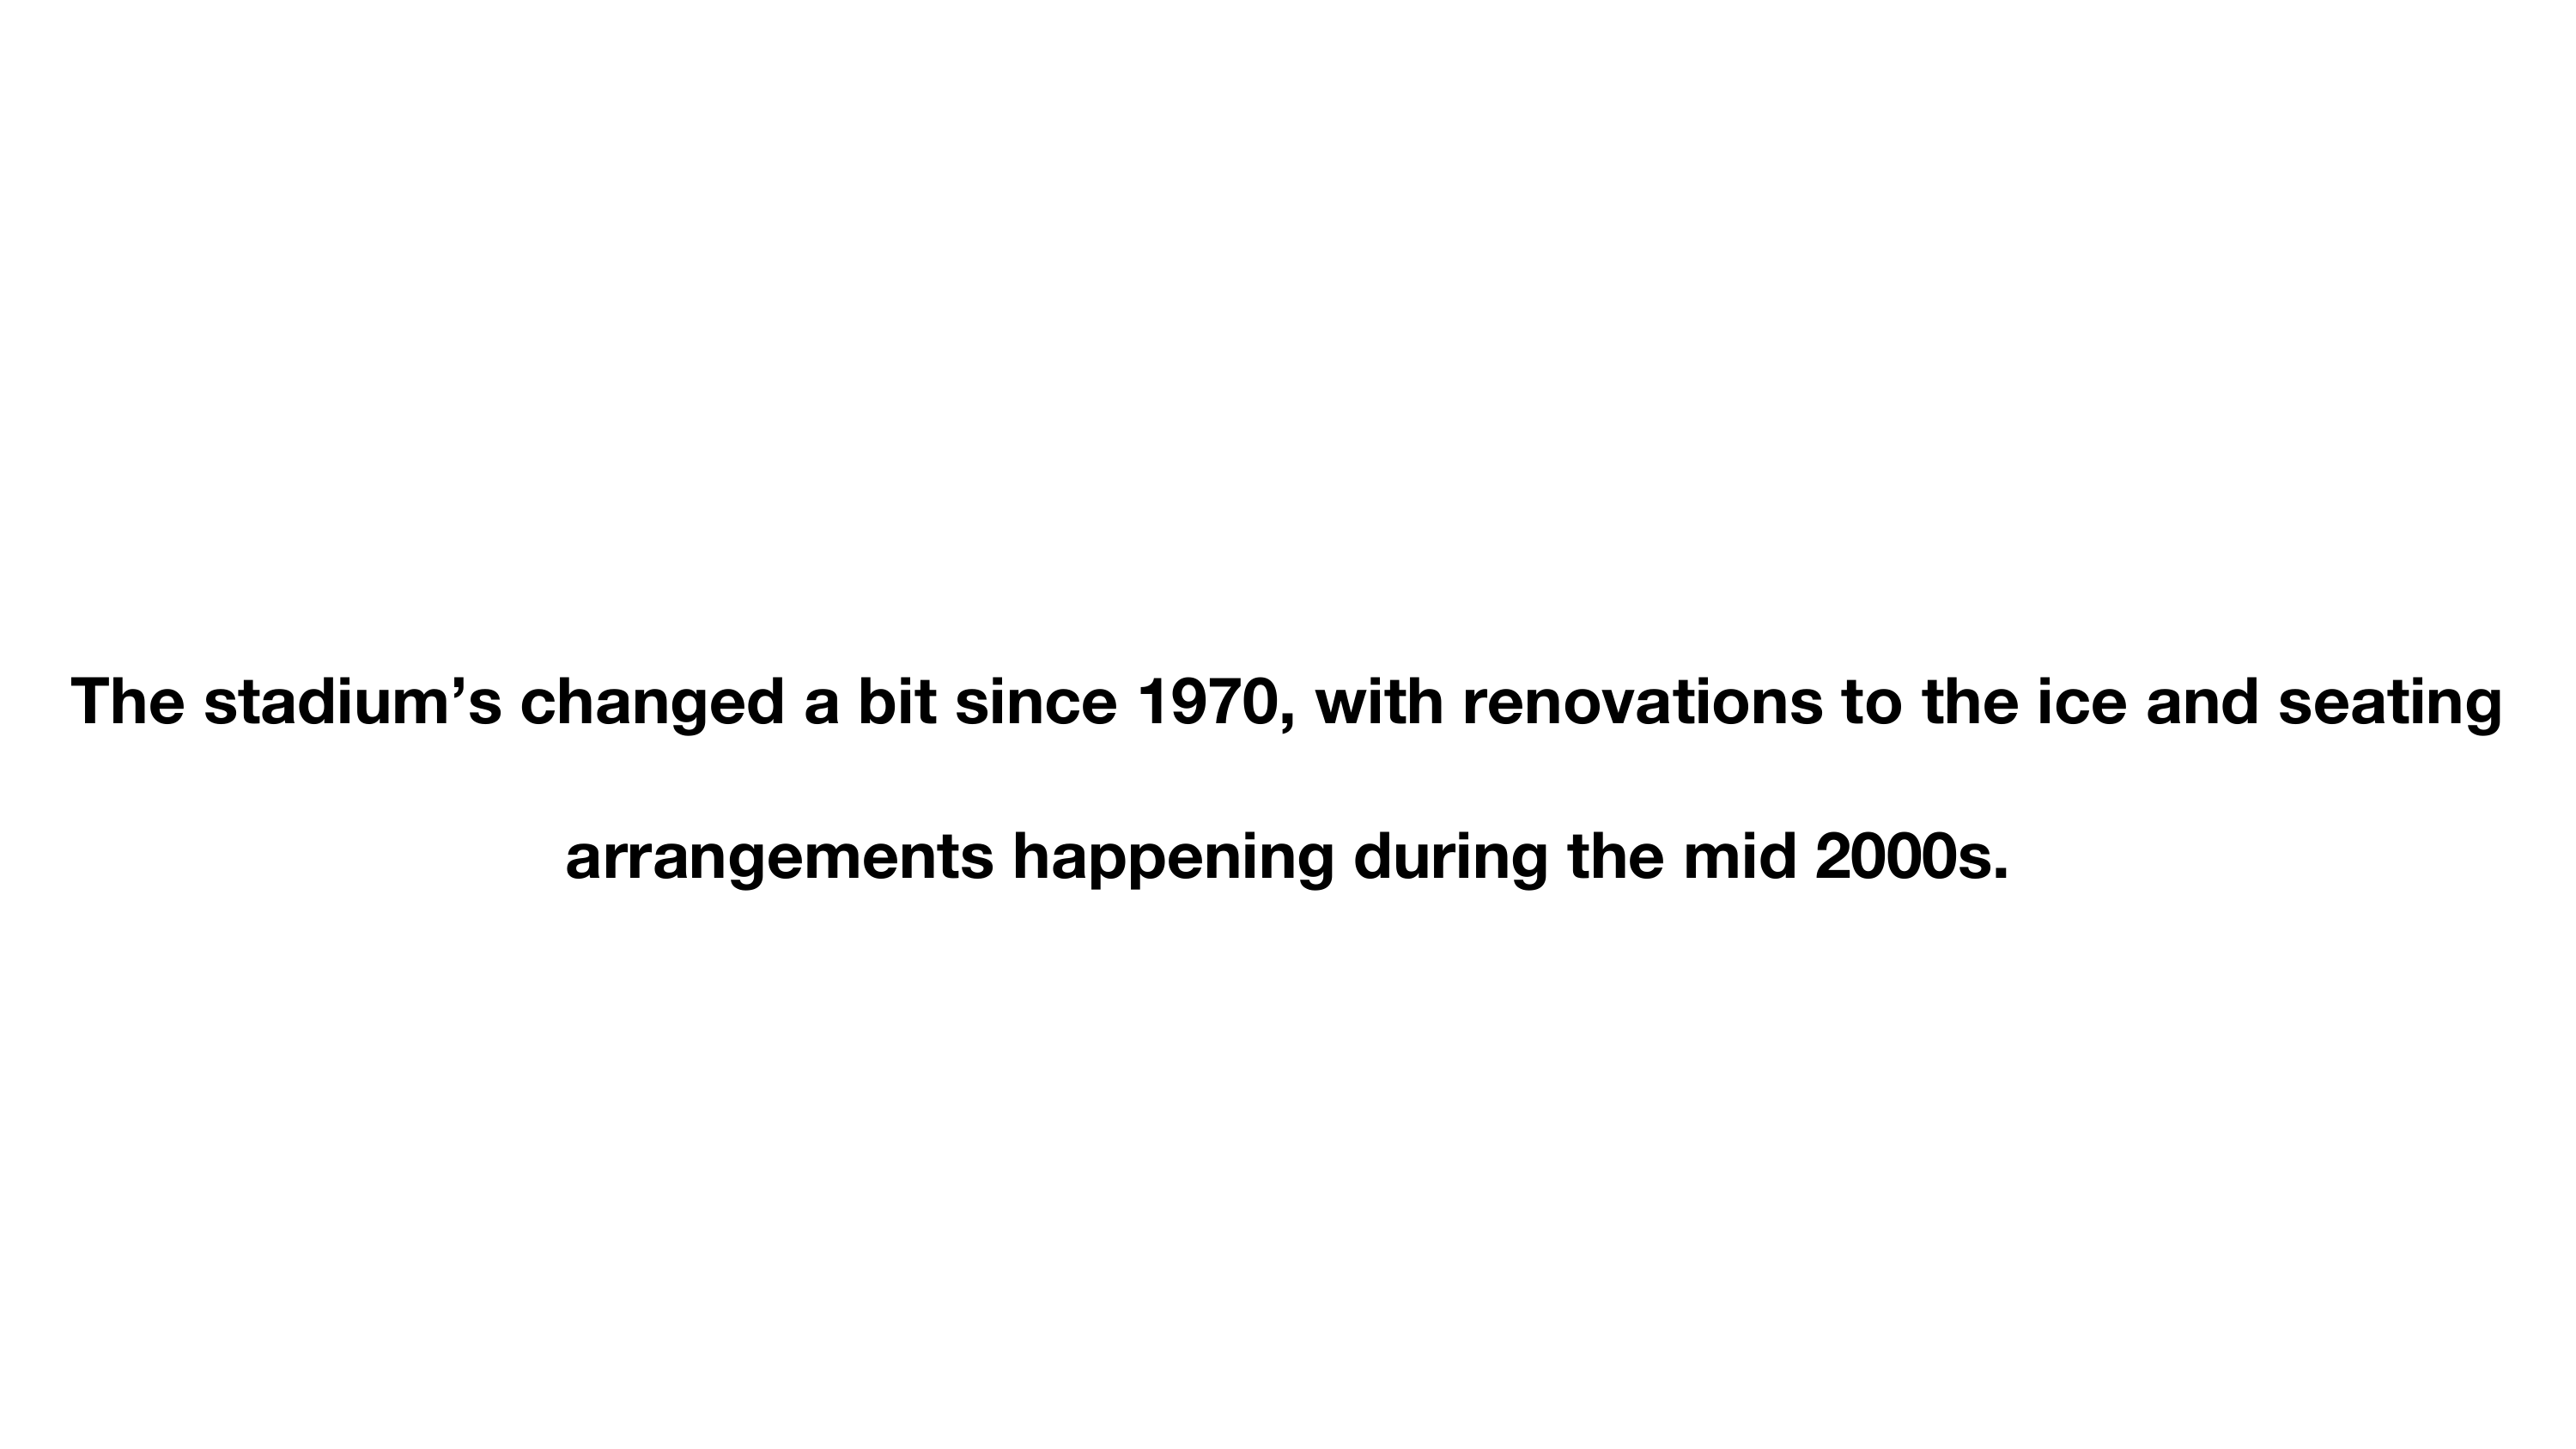 The stadium’s changed a bit since 1970, with renovations to the ice and seating
arrangements happening during the mid 2000s.